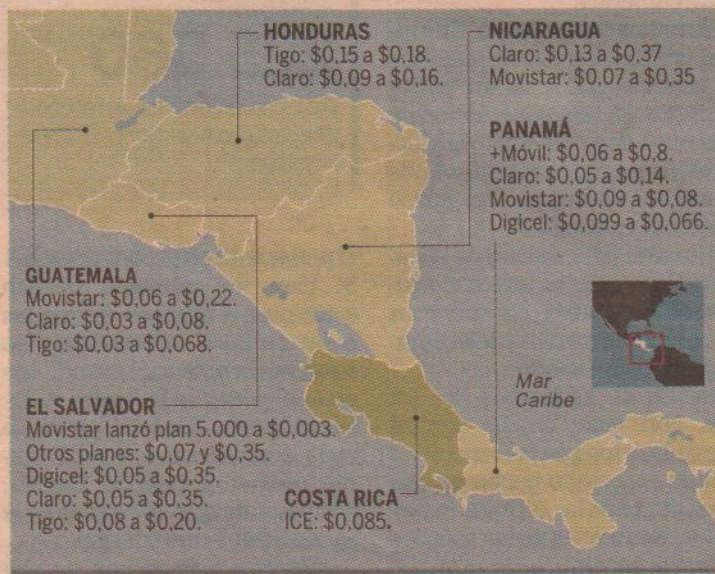 HONDURAS
Tigo: $0,15 a $0,18.
Claro: $0,09 a $0,16.
NICARAGUA
Claro: $0,13 a $0,37
Movistar: $0,07 a $0,35
PANAMÁ
+Móvil: $0,06 a $0,8.
Claro: $0,05 a $0,14.
Movistar: $0,09 a $0,08.
Digicel: $0,099 a $0,066.
GUATEMALA
Movistar: $0,06 a $0,22.
Claro: $0,03 a $0,08.
Tigo: $0,03 a $0,068.
EL SALVADOR
Movistar lanzó plan 5.000 a $0,003.
Otros planes: $0,07 y $0,35.
Digicel: $0,05 a $0,35.
Claro: $0,05 a $0,35.
Tigo: $0,08 a $0,20.
COSTA RICA
ICE: $0,085.
Mar
Caribe